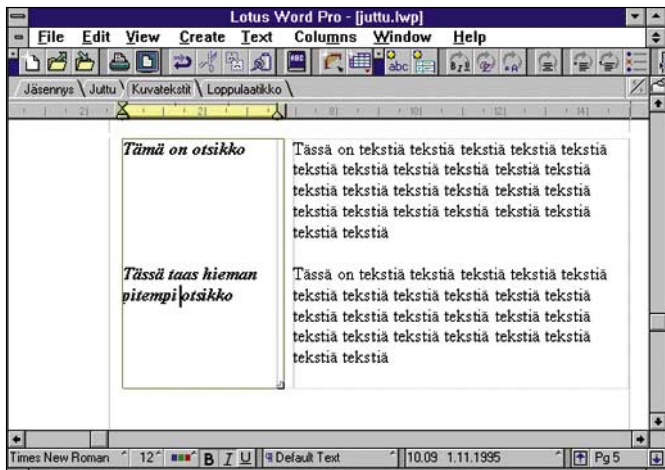 Lotus Word Pro - [juttu.lwp]
File Edit View Create Text Columns Window Help
abc
Jäsennys \ Juttu \ Kuvatekstit \ Loppulaatikko \
Tämä on otsikko
Tässä on tekstiä tekstiä tekstiä tekstiä tekstiä
tekstiä tekstiä tekstiä tekstiä tekstiä tekstiä
tekstiä tekstiä tekstiä tekstiä tekstiä tekstiä
tekstiä tekstiä tekstiä tekstiä tekstiä tekstiä
tekstiä tekstiä
Tässä taas hieman
pitempi otsikko
Tässä on tekstiä tekstiä tekstiä tekstiä tekstiä
tekstiä tekstiä tekstiä tekstiä tekstiä tekstiä
tekstiä tekstiä tekstiä tekstiä tekstiä tekstiä
tekstiä tekstiä tekstiä tekstiä tekstiä tekstiä
tekstiä tekstiä
Times New Roman 12 B I U Default Text 10.09 1.11.1995 Pg 5